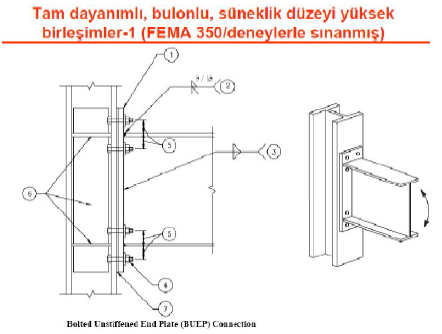 Tam dayanımlı, bulonlu, süneklik düzeyi yüksek
birleşimler-1 (FEMA 350/deneylerle sınanmış)
1
2
5
3
6
5
4
7
Bolted Unstiffened End Plate (BUEP) Connection